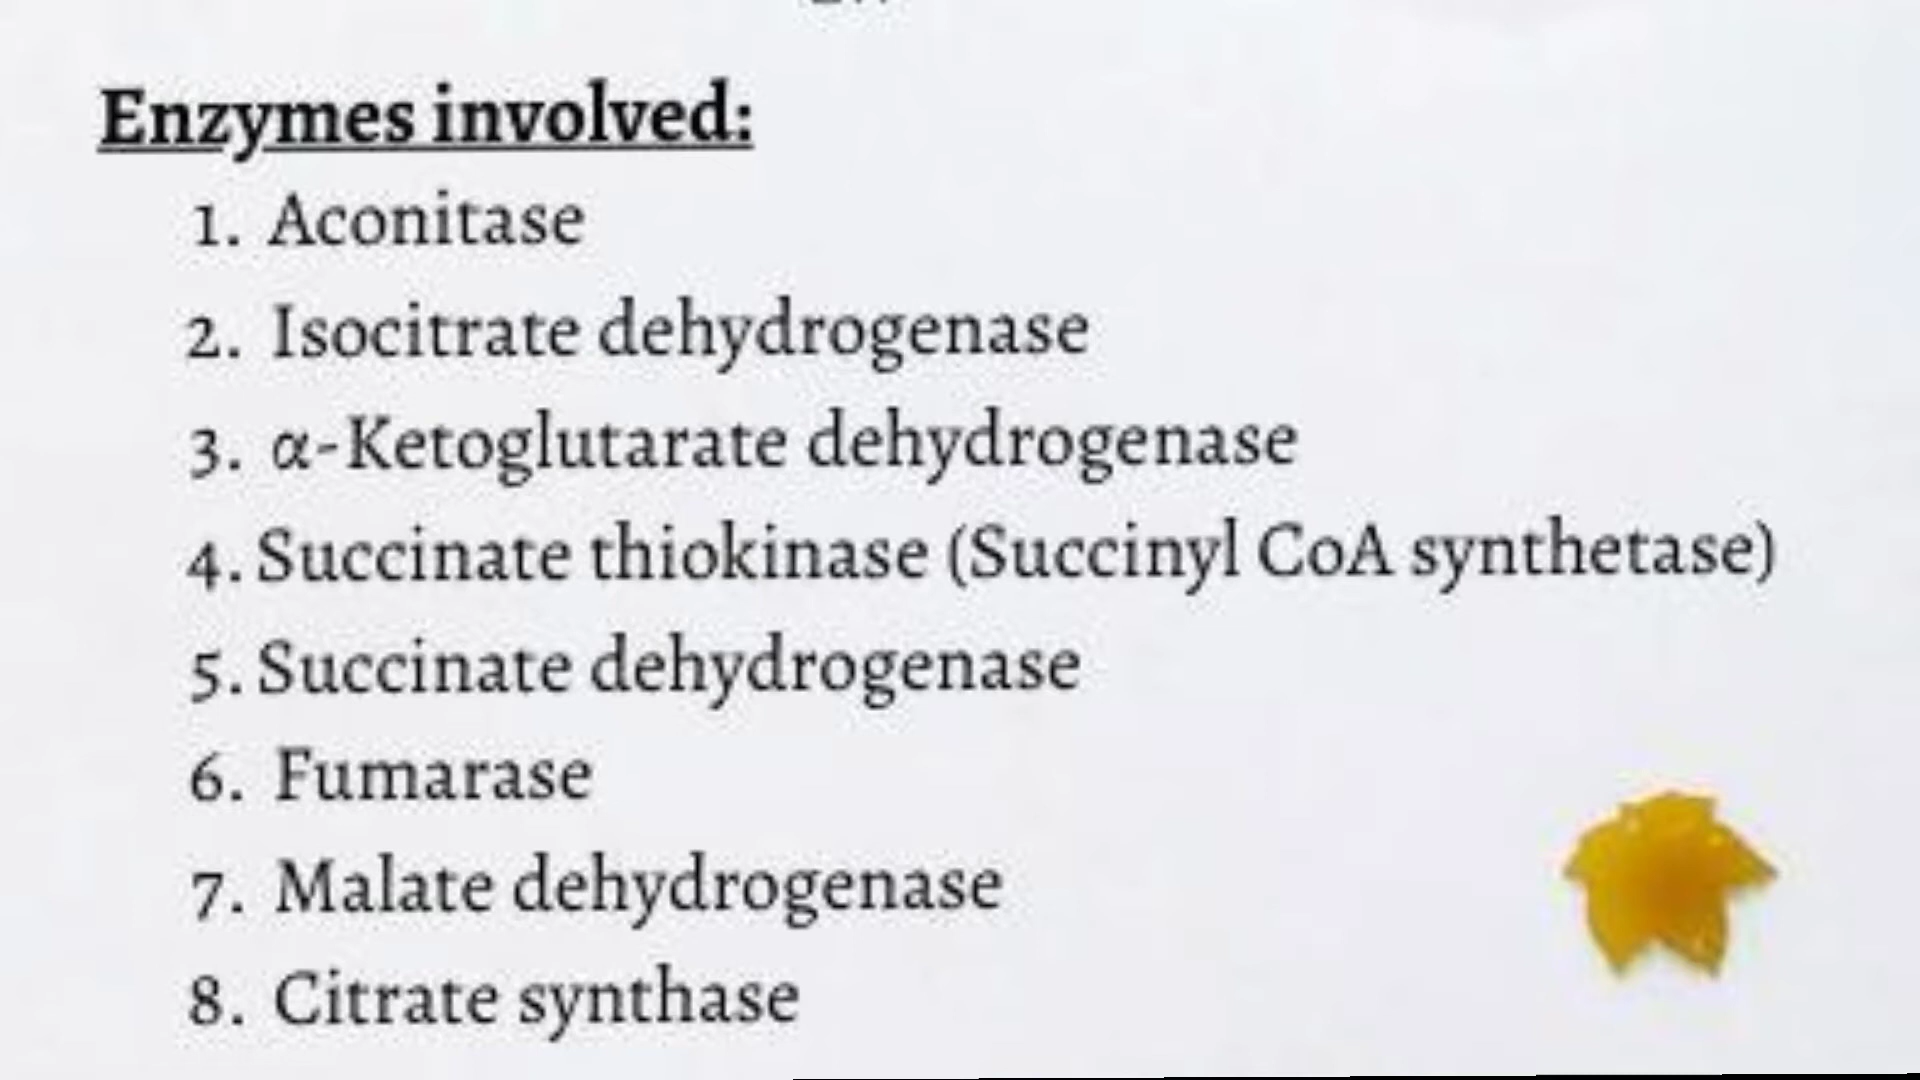 Enzymes involved:
1. Aconitase
2. Isocitrate dehydrogenase
3. α-Ketoglutarate dehydrogenase
4. Succinate thiokinase (Succinyl CoA synthetase)
5. Succinate dehydrogenase
6. Fumarase
7. Malate dehydrogenase
8. Citrate synthase